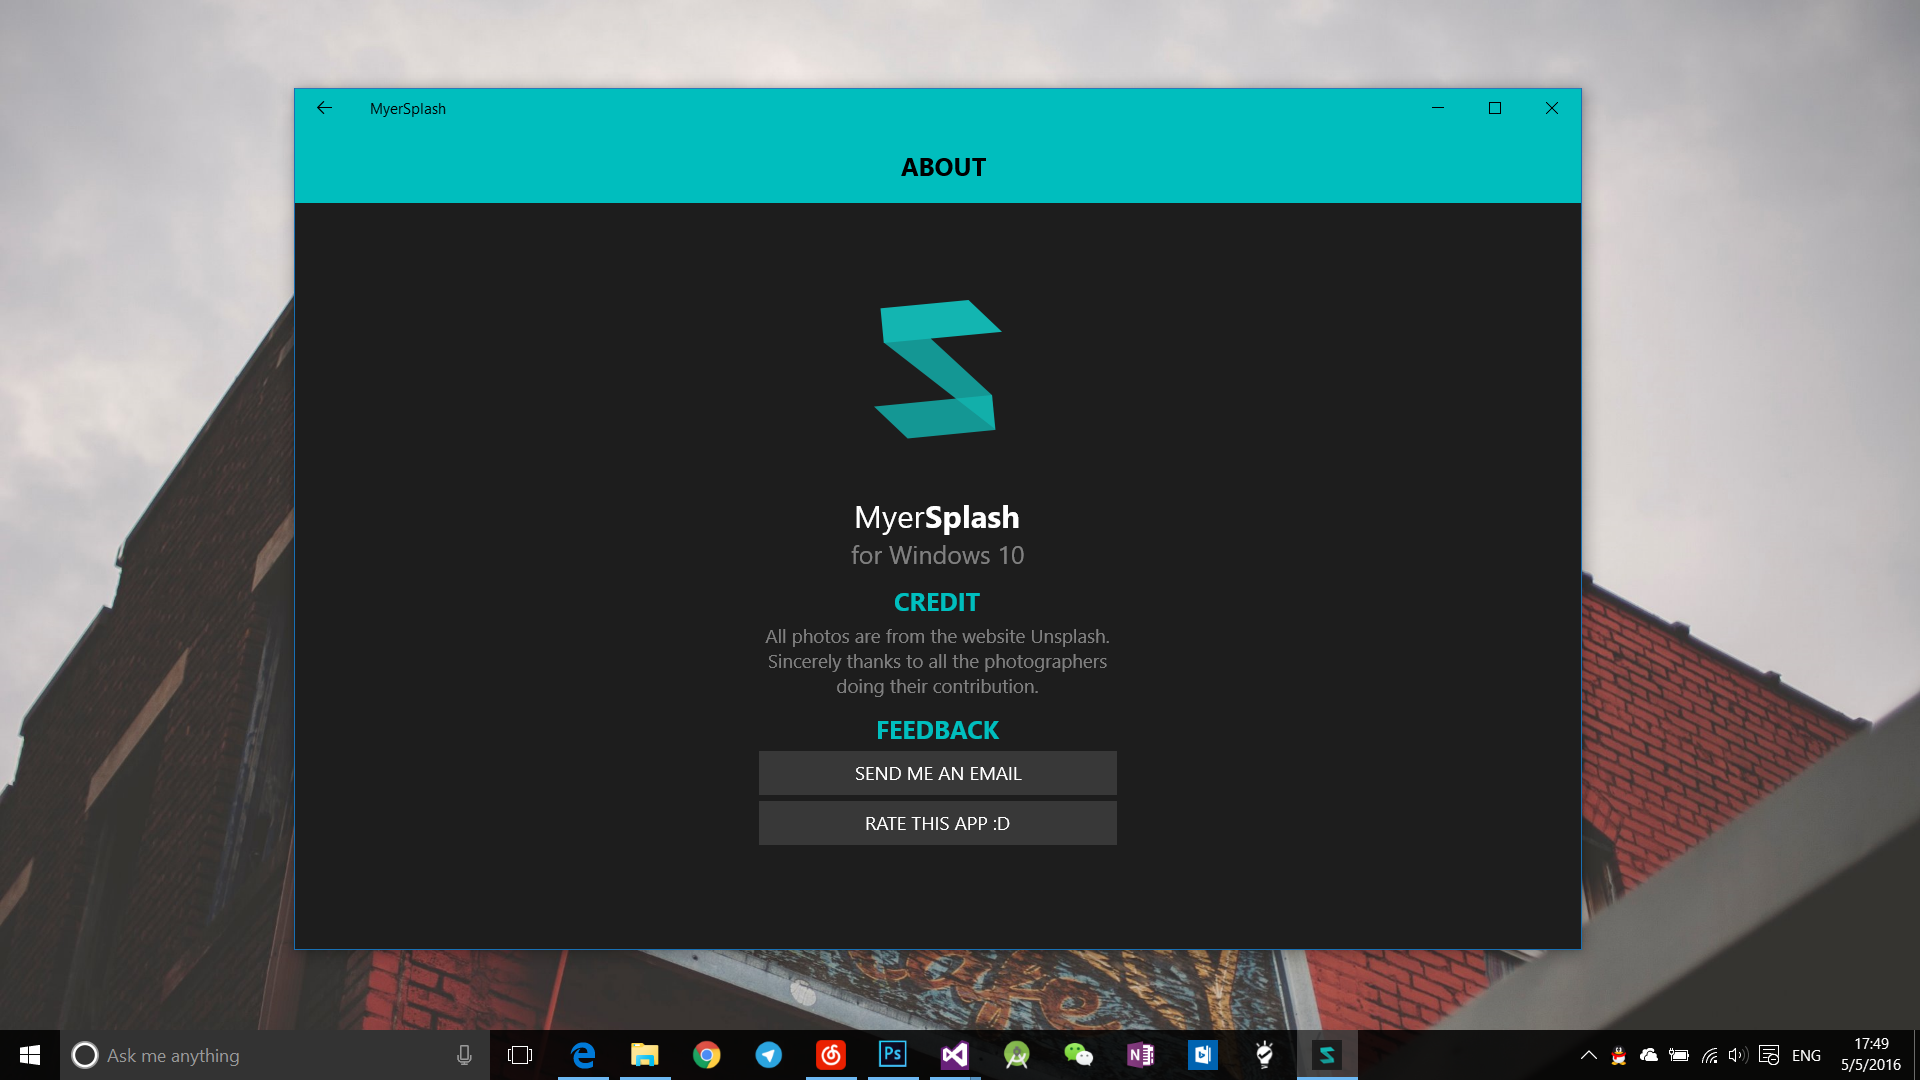 MyerSplash
ABOUT
MyerSplash
for Windows 10
CREDIT
All photos are from the website Unsplash.
Sincerely thanks to all the photographers
doing their contribution.
FEEDBACK
SEND ME AN EMAIL
RATE THIS APP :D
Ask me anything
Ps
N
ENG
17:49
5/5/2016